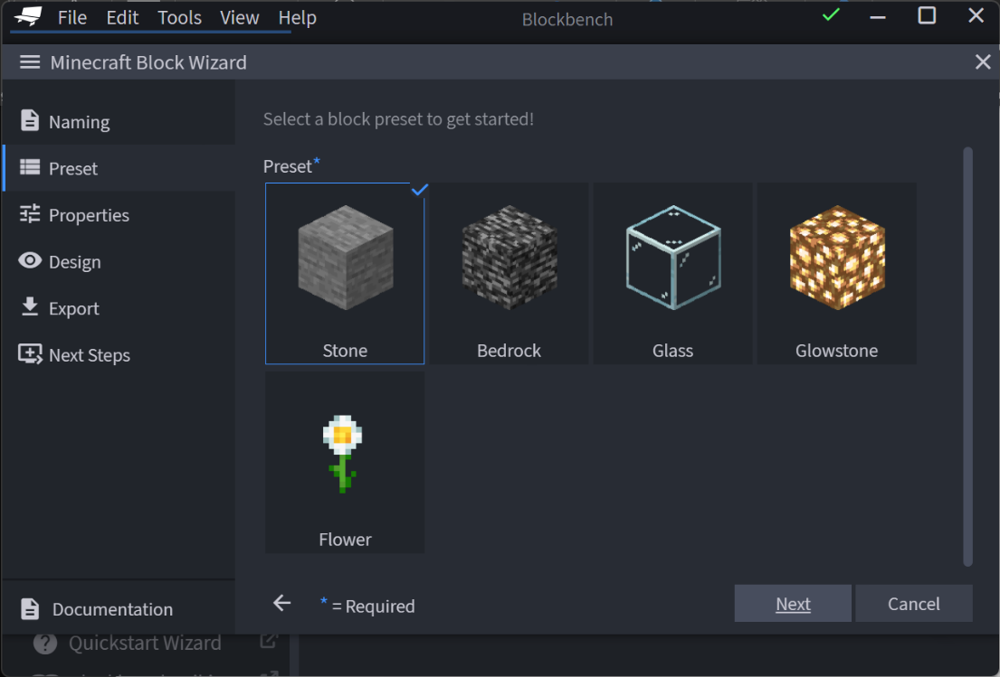 File Edit Tools View Help
Blockbench
Minecraft Block Wizard
Naming
Preset
Properties
Design
Export
Next Steps
Documentation
Quickstart Wizard
Select a block preset to get started!
Preset*
Stone
Bedrock
Glass
Glowstone
Flower
* = Required
Next
Cancel